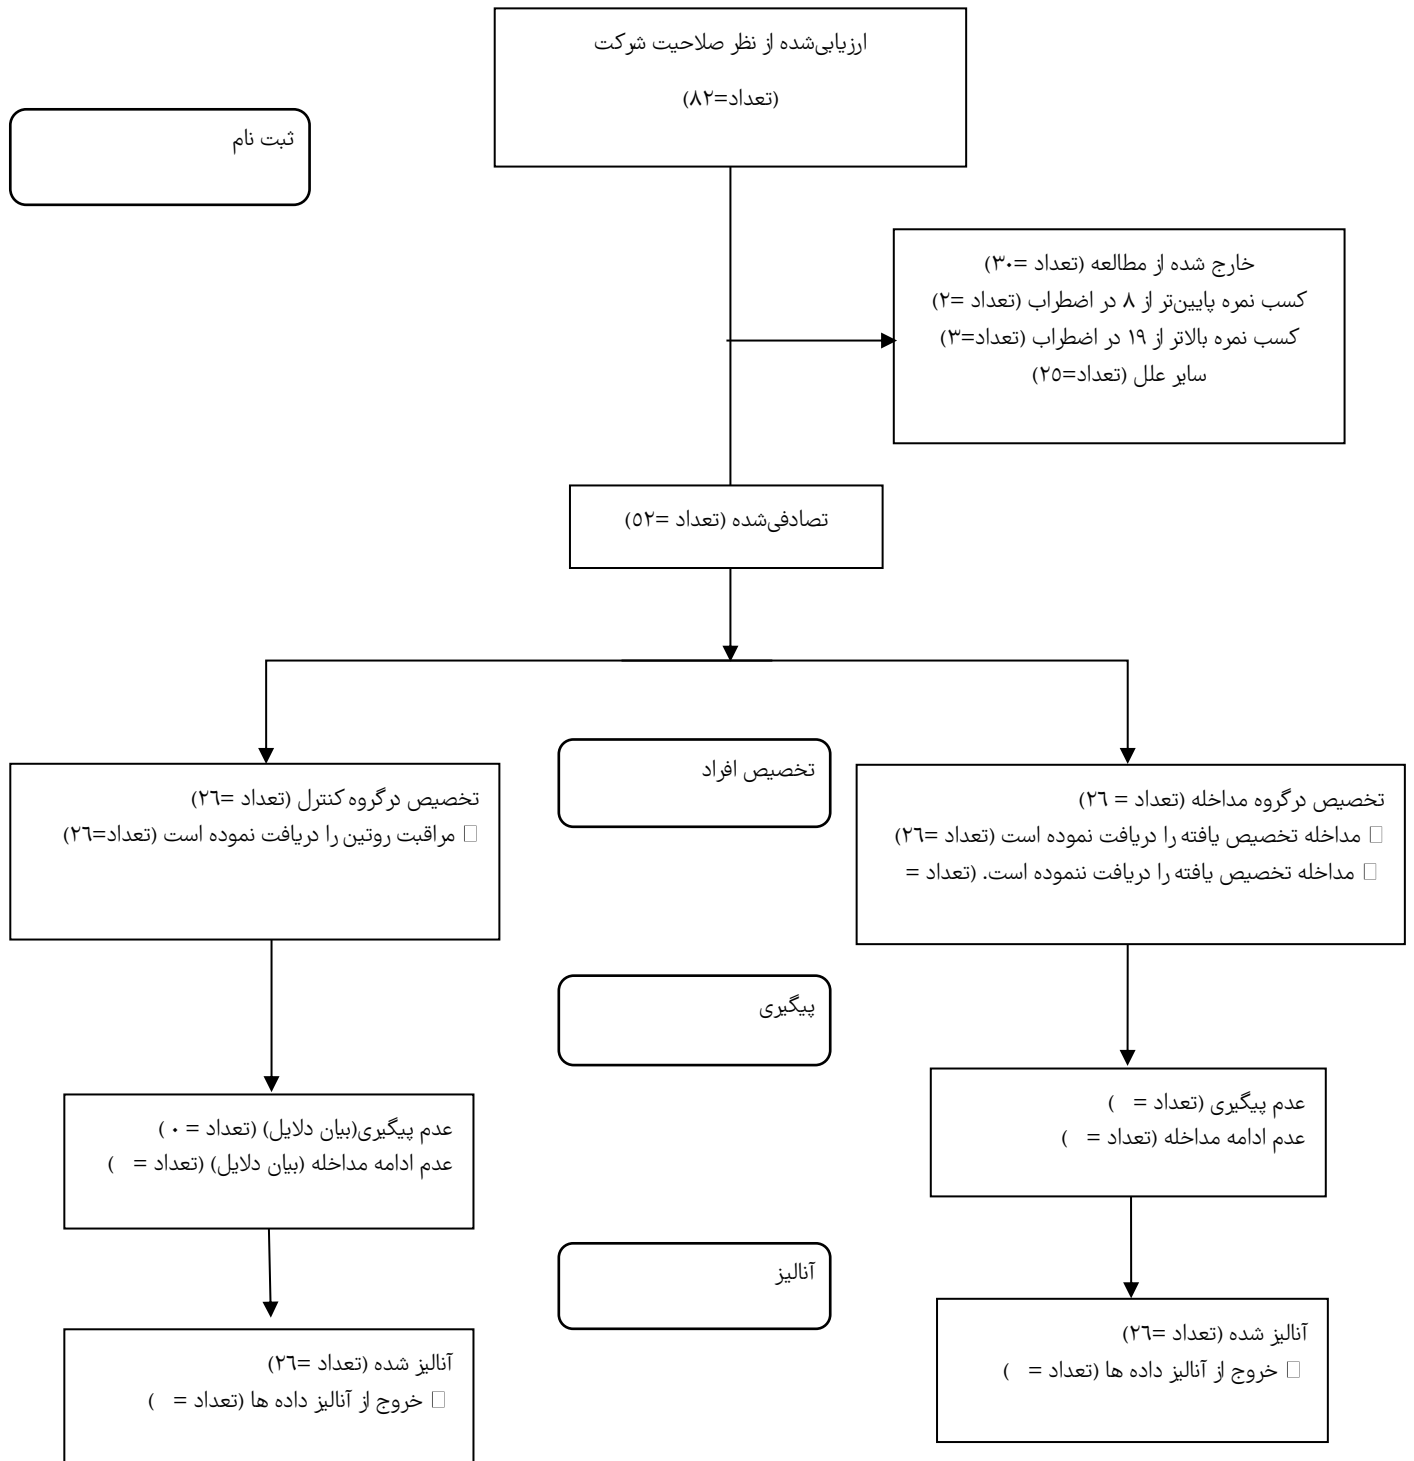 ارزیابی‌شده از نظر صلاحیت شرکت
(تعداد=۸۲)
ثبت نام
خارج شده از مطالعه (تعداد =۳۰)
کسب نمره پایین‌تر از ۸ در اضطراب (تعداد =۲)
کسب نمره بالاتر از ۱۹ در اضطراب (تعداد=۳)
سایر علل (تعداد=۲۵)
تصادفی‌شده (تعداد =۵۲)
تخصیص افراد
تخصیص درگروه مداخله (تعداد = ۲۶)
مداخله تخصیص یافته را دریافت نموده است (تعداد =۲۶)
مداخله تخصیص یافته را دریافت ننموده است. (تعداد =
تخصیص درگروه کنترل (تعداد =۲۶)
مراقبت روتین را دریافت نموده است (تعداد=۲۶)
پیگیری
عدم پیگیری (تعداد = )
عدم ادامه مداخله (تعداد = )
عدم پیگیری(بیان دلایل) (تعداد = ۰ )
عدم ادامه مداخله (بیان دلایل) (تعداد = )
آنالیز
آنالیز شده (تعداد =۲۶)
خروج از آنالیز داده ها (تعداد = )
آنالیز شده (تعداد =۲۶)
خروج از آنالیز داده ها (تعداد = )